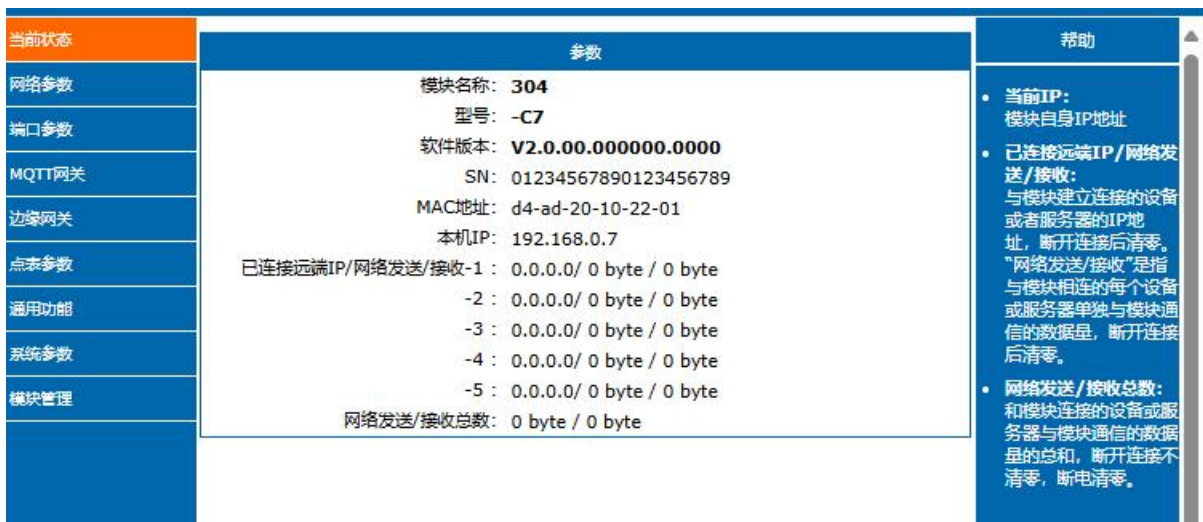 当前状态
网络参数
端口参数
MQTT网关
边缘网关
点表参数
通用功能
系统参数
模块管理
参数
模块名称： 304
型号： -C7
软件版本： V2.0.00.000000.0000
SN： 01234567890123456789
MAC地址： d4-ad-20-10-22-01
本机IP： 192.168.0.7
已连接远端IP/网络发送/接收-1： 0.0.0.0/ 0 byte / 0 byte
-2： 0.0.0.0/ 0 byte / 0 byte
-3： 0.0.0.0/ 0 byte / 0 byte
-4： 0.0.0.0/ 0 byte / 0 byte
-5： 0.0.0.0/ 0 byte / 0 byte
网络发送/接收总数： 0 byte / 0 byte
帮助
• 当前IP：
模块自身IP地址
• 已连接远端IP/网络发
送/接收：
与模块建立连接的设备
或者服务器的IP地
址，断开连接后清零。
“网络发送/接收”是指
与模块相连的每个设备
或服务器单独与模块通
信的数据量，断开连接
后清零。
• 网络发送/接收总数：
和模块连接的设备或服
务器与模块通信的数据
量的总和，断开连接不
清零，断电清零。